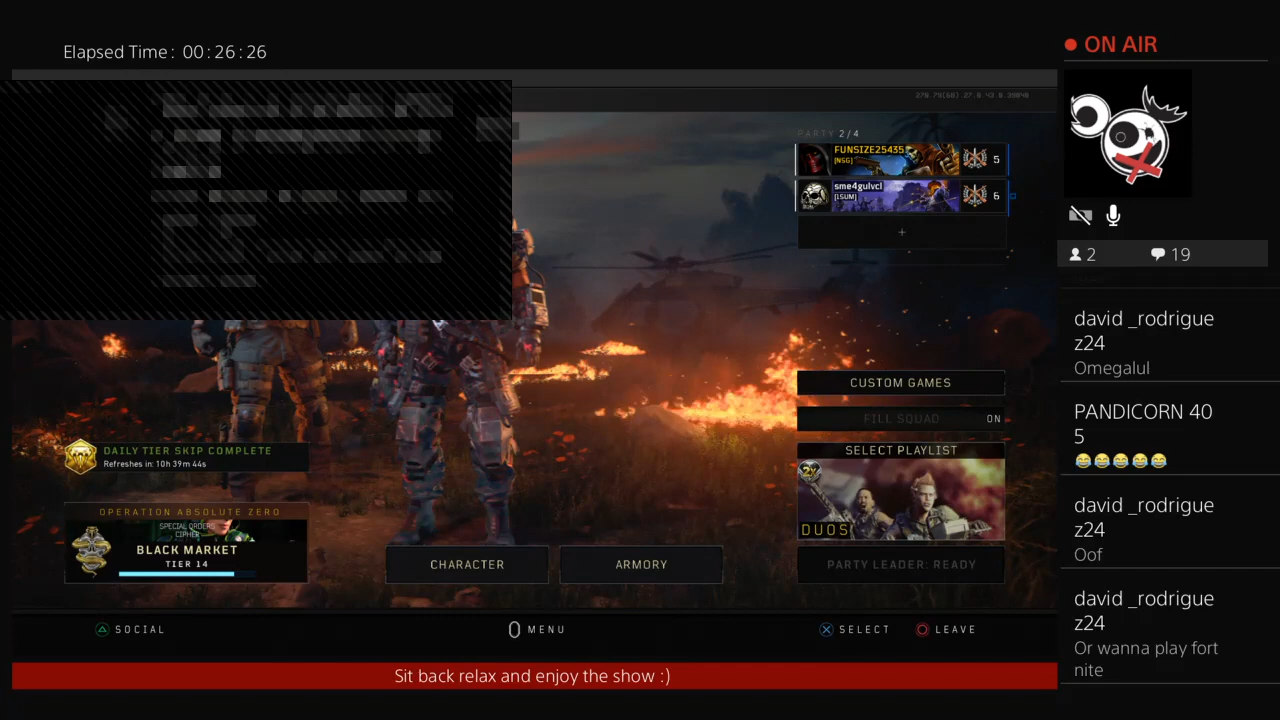 Elapsed Time: 00:26:26
ON AIR
PARTY 2/4
FUNSIZE25435
[NSG]
5
sme4gulvcl
[1SUM]
6
+
2
19
david _rodrigue
z24
Omegalul
PANDICORN 40
5
😂😂😂😂😂
david _rodrigue
z24
Oof
david _rodrigue
z24
Or wanna play fort
nite
CUSTOM GAMES
FILL SQUAD ON
SELECT PLAYLIST
2X
DUOS
PARTY LEADER: READY
DAILY TIER SKIP COMPLETE
Refreshes in: 10h 39m 44s
OPERATION ABSOLUTE ZERO
SPECIAL ORDERS
CIPHER
BLACK MARKET
TIER 14
CHARACTER
ARMORY
SOCIAL
MENU
SELECT
LEAVE
Sit back relax and enjoy the show :)